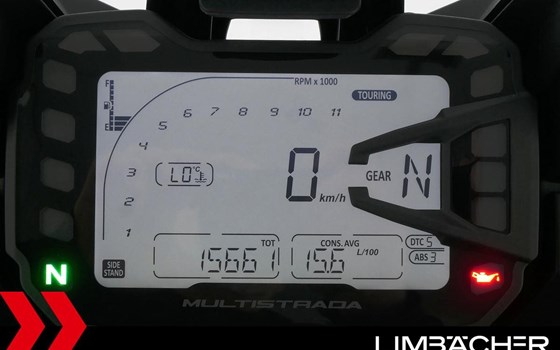 RPM x 1000
F
TOURING
5 6 7 8 9 10 11
E
4
LO °C
0 km/h
GEAR N
3
2
1
TOT
15661
CONS. AVG
15.6 L/100
DTC 5
ABS 3
SIDE
STAND
N
MULTISTRADA
LIMBÄCHER